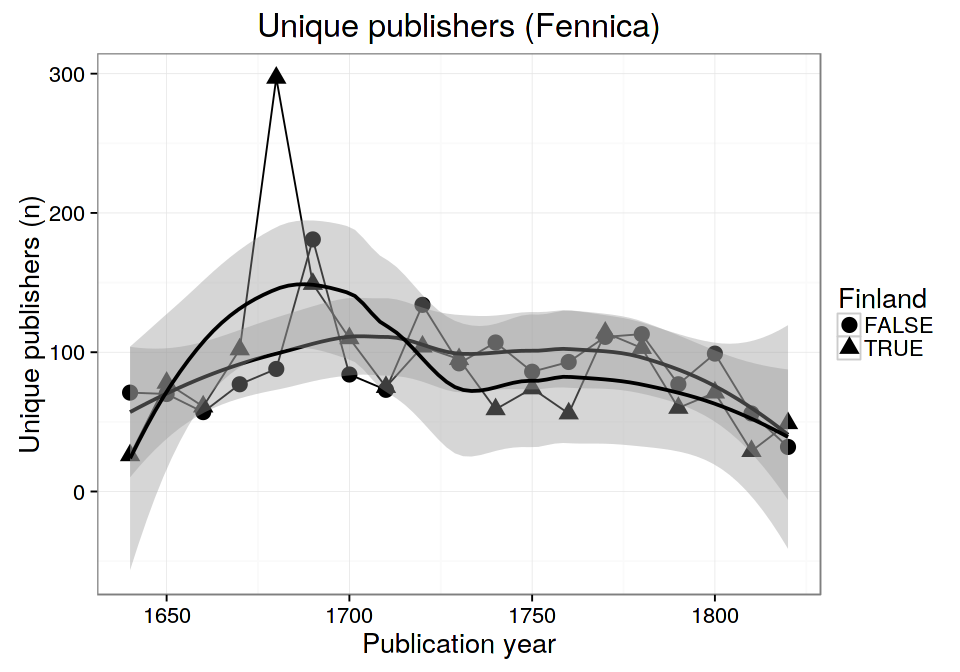 Unique publishers (Fennica)
Unique publishers (n)
300
200
100
0
1650
1700
1750
1800
Publication year
Finland
FALSE
TRUE